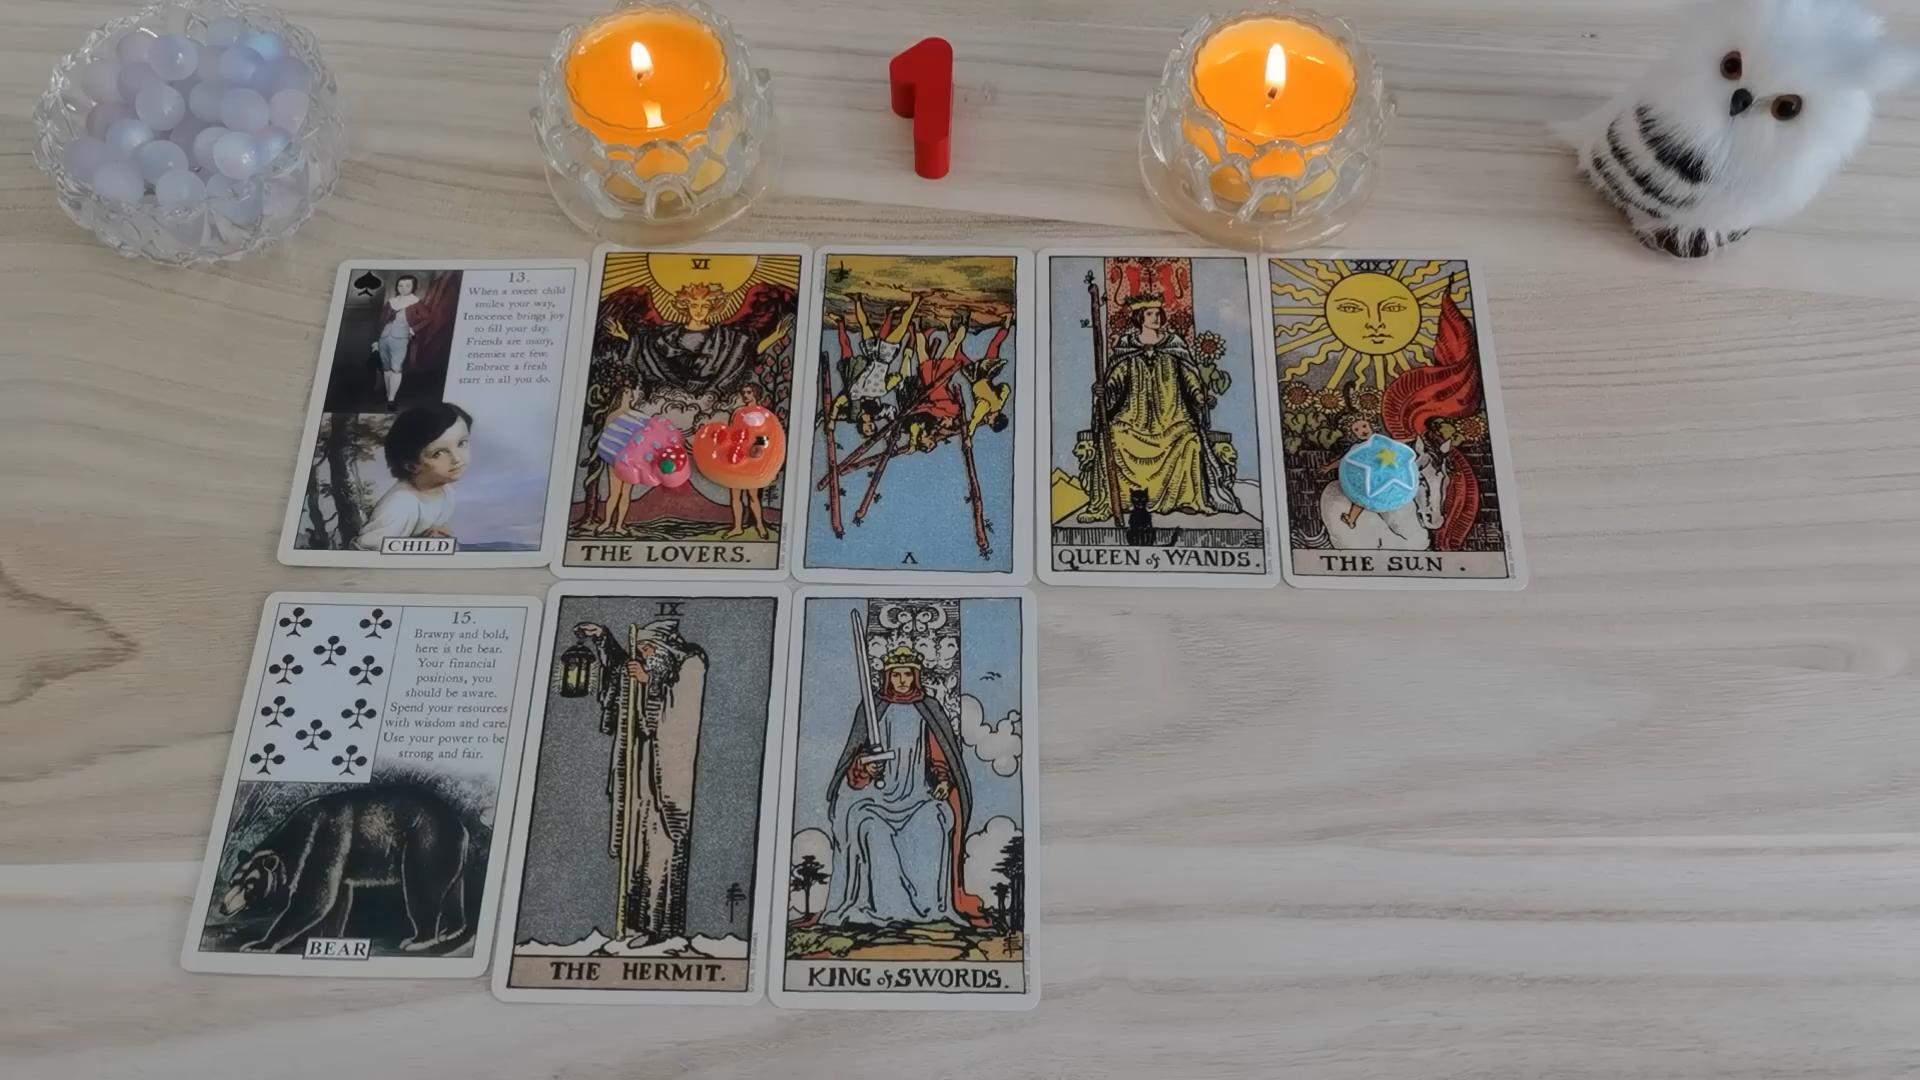 1
13.
When a sweet child
smiles your way,
Innocence brings joy
to fill your day.
Friends are many,
enemies are few.
Embrace a fresh
start in all you do.
CHILD
VI
THE LOVERS.
V
QUEEN of WANDS.
XIX
THE SUN .
15.
Brawny and bold,
here is the bear.
Your financial
positions, you
should be aware.
Spend your resources
with wisdom and care.
Use your power to be
strong and fair.
BEAR
IX
THE HERMIT.
KING of SWORDS.